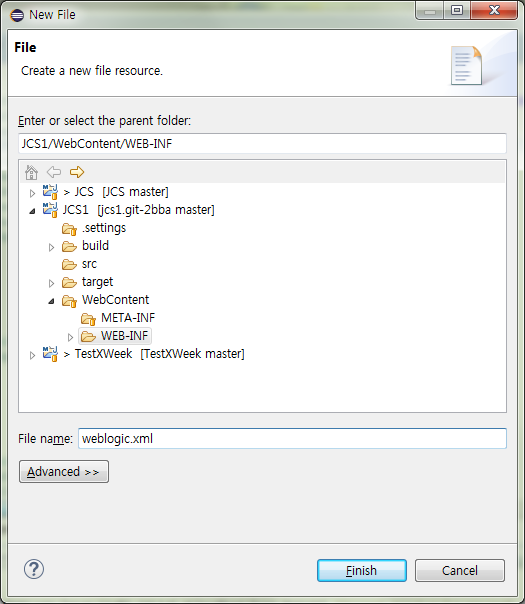 New File
File
Create a new file resource.
Enter or select the parent folder:
JCS1/WebContent/WEB-INF
> JCS [JCS master]
JCS1 [jcs1.git-2bba master]
.settings
build
src
target
WebContent
META-INF
WEB-INF
> TestXWeek [TestXWeek master]
File name: weblogic.xml
Advanced >>
Finish Cancel